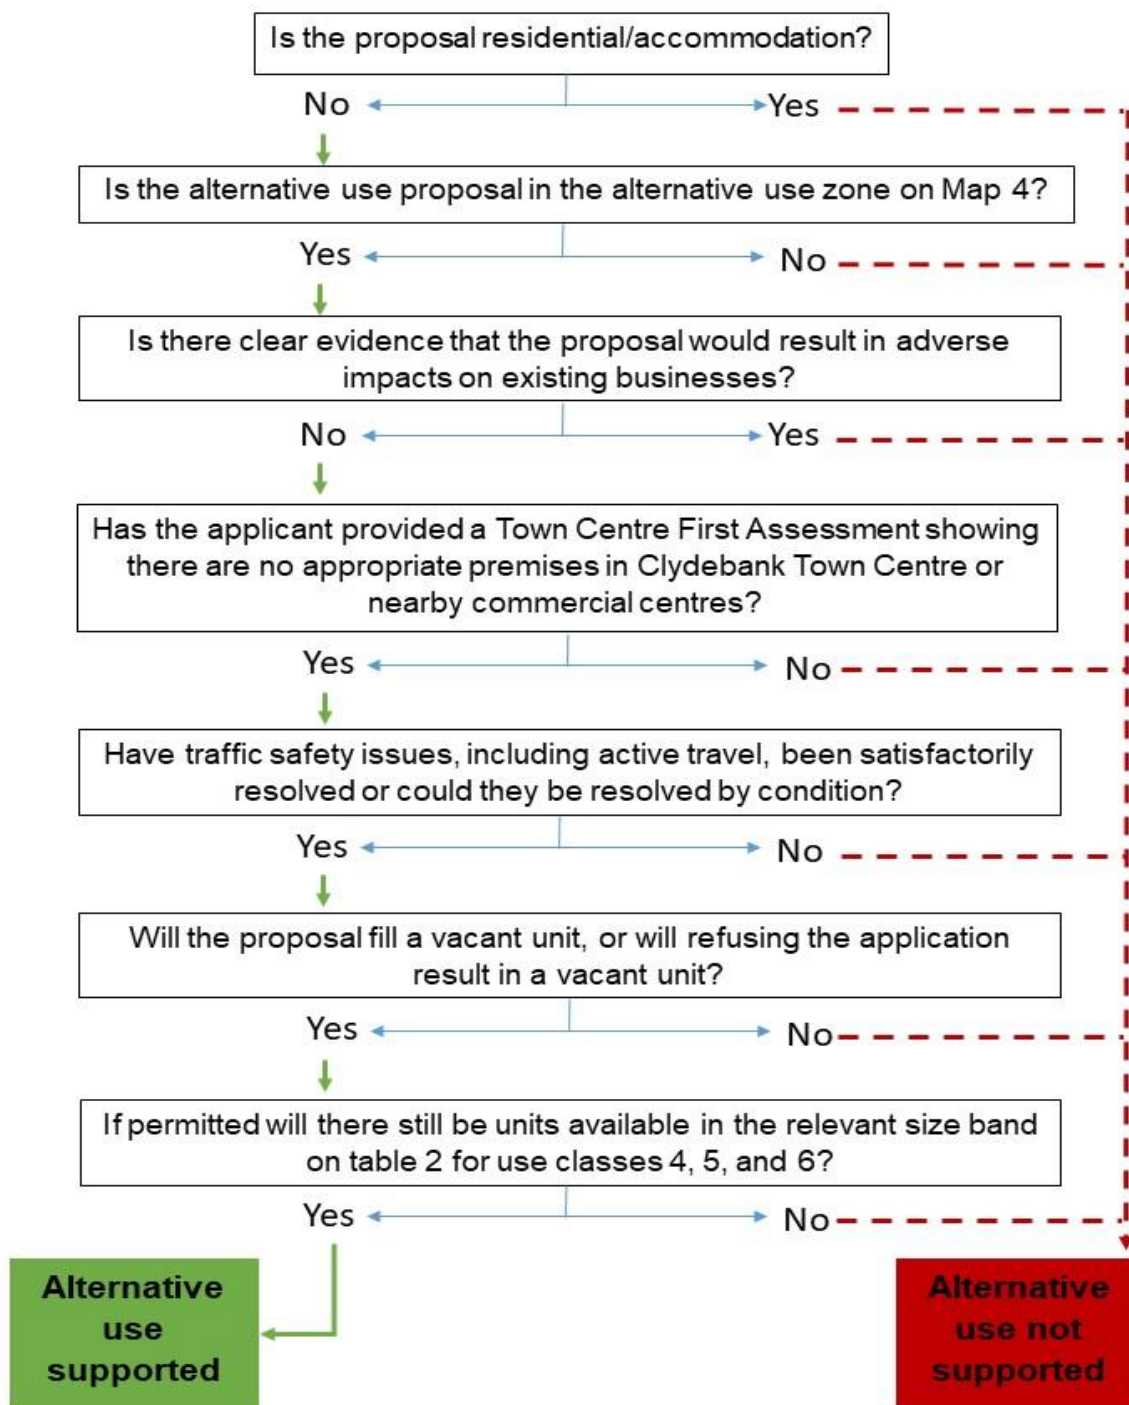 Is the proposal residential/accommodation?
No
Yes
Is the alternative use proposal in the alternative use zone on Map 4?
Yes
No
Is there clear evidence that the proposal would result in adverse
impacts on existing businesses?
No
Yes
Has the applicant provided a Town Centre First Assessment showing
there are no appropriate premises in Clydebank Town Centre or
nearby commercial centres?
Yes
No
Have traffic safety issues, including active travel, been satisfactorily
resolved or could they be resolved by condition?
Yes
No
Will the proposal fill a vacant unit, or will refusing the application
result in a vacant unit?
Yes
No
If permitted will there still be units available in the relevant size band
on table 2 for use classes 4, 5, and 6?
Yes
No
Alternative
use
supported
Alternative
use not
supported